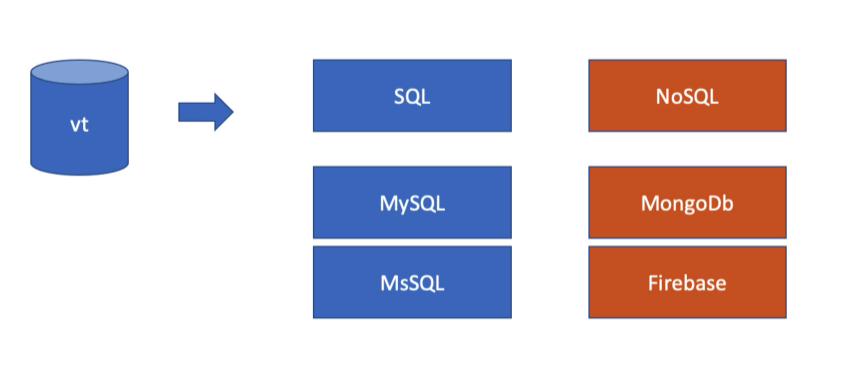 vt
SQL
NoSQL
MySQL
MongoDb
MsSQL
Firebase